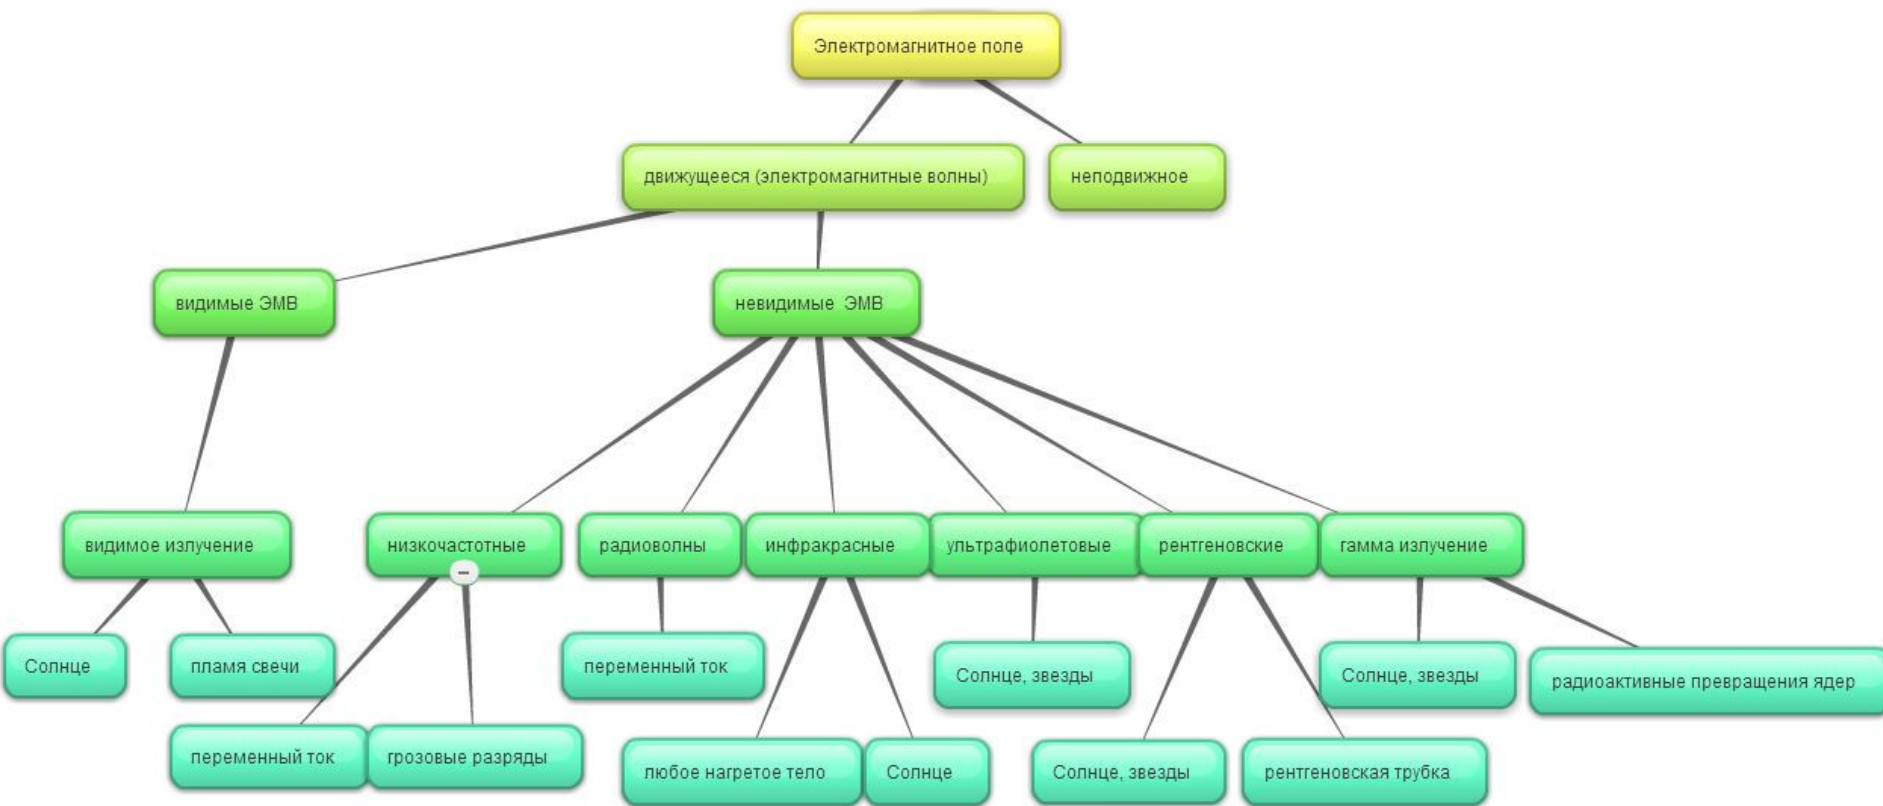 Электромагнитное поле
движущееся (электромагнитные волны)
неподвижное
видимые ЭМВ
невидимые ЭМВ
видимое излучение
низкочастотные
радиоволны
инфракрасные
ультрафиолетовые
рентгеновские
гамма излучение
Солнце
пламя свечи
переменный ток
Солнце, звезды
Солнце, звезды
радиоактивные превращения ядер
переменный ток
грозовые разряды
любое нагретое тело
Солнце
Солнце, звезды
рентгеновская трубка